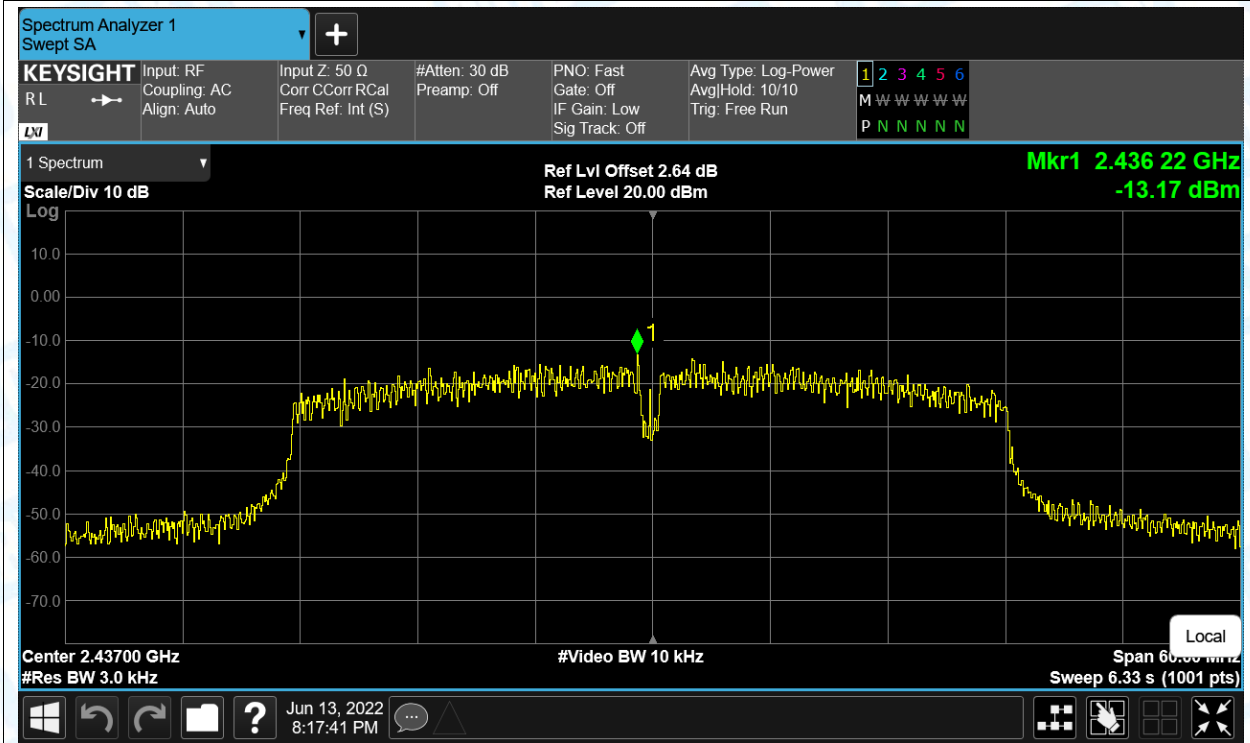 Spectrum Analyzer 1
Swept SA
KEYSIGHT
R L
LXI
Input: RF
Coupling: AC
Align: Auto
Input Z: 50 Ω
Corr CCorr RCal
Freq Ref: Int (S)
#Atten: 30 dB
Preamp: Off
PNO: Fast
Gate: Off
IF Gain: Low
Sig Track: Off
Avg Type: Log-Power
Avg|Hold: 10/10
Trig: Free Run
1 2 3 4 5 6
M W W W W W
P N N N N N
1 Spectrum
Scale/Div 10 dB
Ref Lvl Offset 2.64 dB
Ref Level 20.00 dBm
Mkr1 2.436 22 GHz
-13.17 dBm
Log
10.0
0.00
-10.0
-20.0
-30.0
-40.0
-50.0
-60.0
-70.0
1
Local
Center 2.43700 GHz
#Video BW 10 kHz
Span 60.00 MHz
#Res BW 3.0 kHz
Sweep 6.33 s (1001 pts)
?
Jun 13, 2022
8:17:41 PM